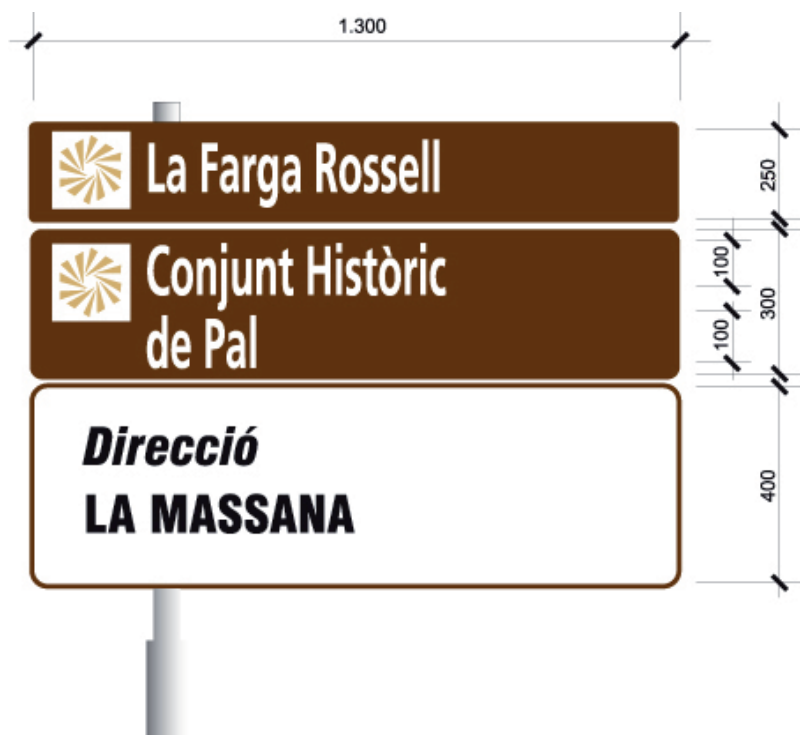 1.300
La Farga Rossell
250
Conjunt Històric
de Pal
100
100
300
Direcció
LA MASSANA
400